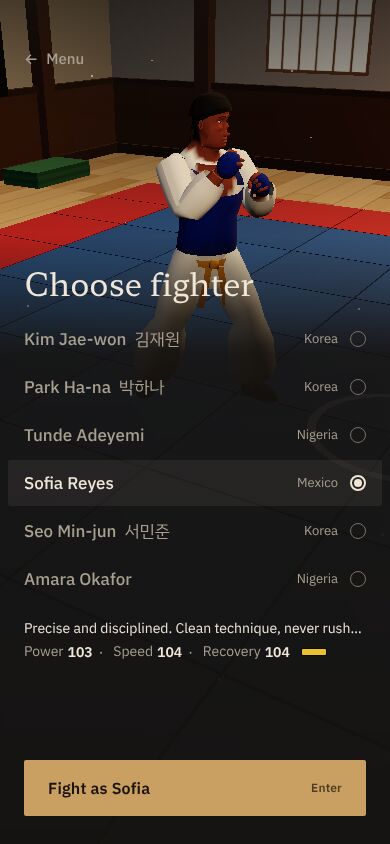 ← Menu
Choose fighter
Kim Jae-won 김재원 Korea
Park Ha-na 박하나 Korea
Tunde Adeyemi Nigeria
Sofia Reyes Mexico
Seo Min-jun 서민준 Korea
Amara Okafor Nigeria
Precise and disciplined. Clean technique, never rush...
Power 103 · Speed 104 · Recovery 104
Fight as Sofia Enter